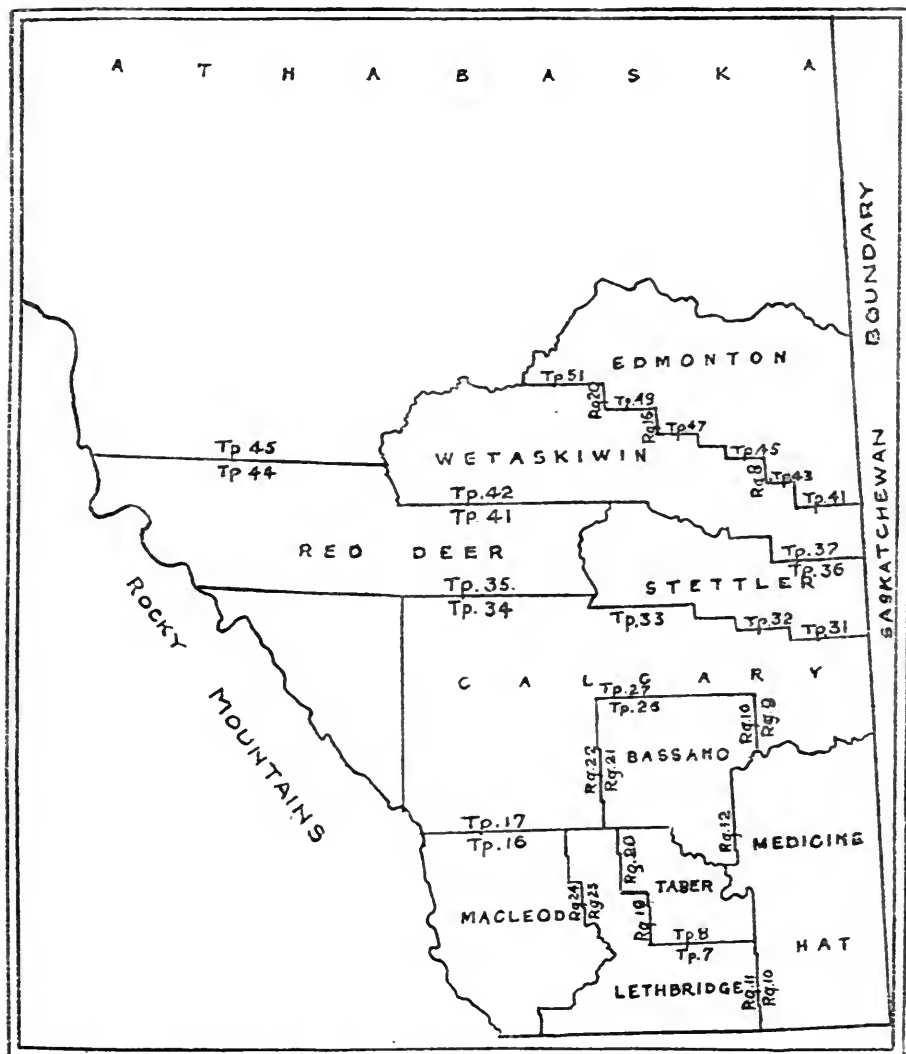 ATHABASKA
BOUNDARY
SASKATCHEWAN
EDMONTON
Tp.51
Rg.20
Tp.49
Rg.16
Tp.47
Tp.45
Rg.8
Tp.43
Tp.41
WETASKIWIN
Tp.45
Tp.44
Tp.42
Tp.41
RED DEER
Tp.37
Tp.36
STETTLER
Tp.35.
Tp.34
Tp.33
Tp.32
Tp.31
ROCKY MOUNTAINS
CALGARY
Tp.27
Tp.26
Rg.10
Rg.9
Rg.22
Rg.21
BASSANO
Tp.17
Tp.16
Rg.12
MEDICINE
HAT
Rg.20
TABER
Rg.24
Rg.25
MACLEOD
Rg.19
Tp.8
Tp.7
LETHBRIDGE
Rg.11
Rg.10